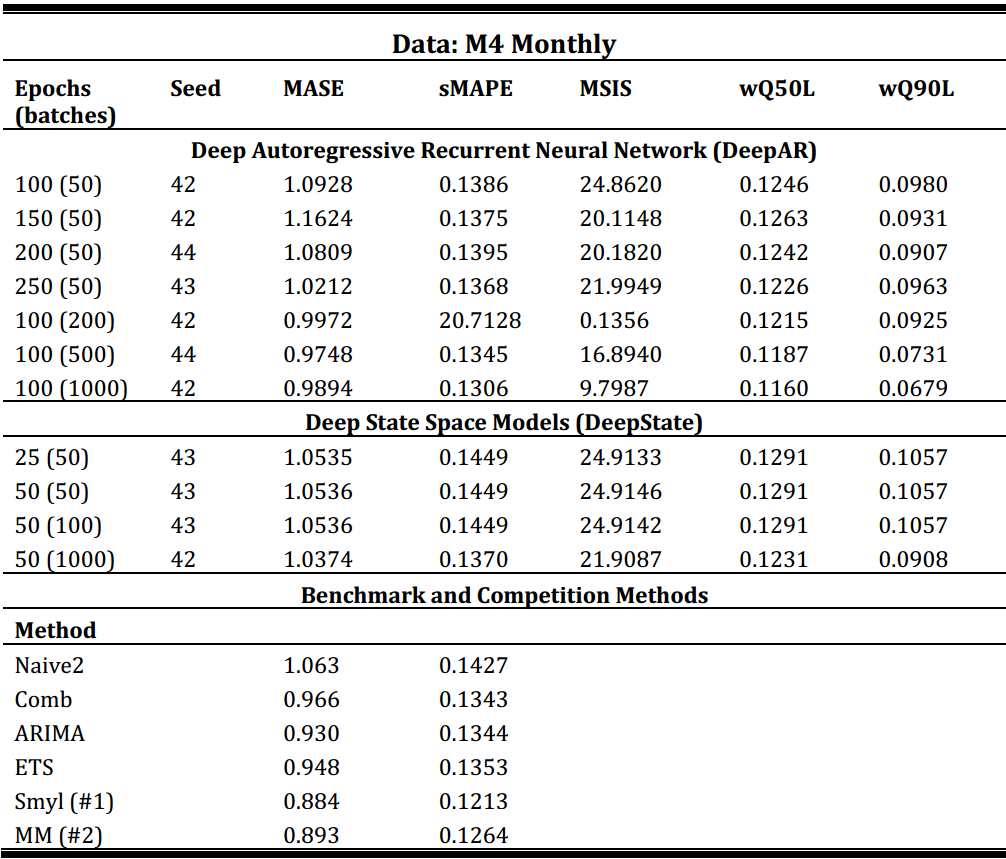 Data: M4 Monthly
Epochs (batches) Seed MASE sMAPE MSIS wQ50L wQ90L
Deep Autoregressive Recurrent Neural Network (DeepAR)
100 (50) 42 1.0928 0.1386 24.8620 0.1246 0.0980
150 (50) 42 1.1624 0.1375 20.1148 0.1263 0.0931
200 (50) 44 1.0809 0.1395 20.1820 0.1242 0.0907
250 (50) 43 1.0212 0.1368 21.9949 0.1226 0.0963
100 (200) 42 0.9972 20.7128 0.1356 0.1215 0.0925
100 (500) 44 0.9748 0.1345 16.8940 0.1187 0.0731
100 (1000) 42 0.9894 0.1306 9.7987 0.1160 0.0679
Deep State Space Models (DeepState)
25 (50) 43 1.0535 0.1449 24.9133 0.1291 0.1057
50 (50) 43 1.0536 0.1449 24.9146 0.1291 0.1057
50 (100) 43 1.0536 0.1449 24.9142 0.1291 0.1057
50 (1000) 42 1.0374 0.1370 21.9087 0.1231 0.0908
Benchmark and Competition Methods
Method
Naive2 1.063 0.1427
Comb 0.966 0.1343
ARIMA 0.930 0.1344
ETS 0.948 0.1353
Smyl (#1) 0.884 0.1213
MM (#2) 0.893 0.1264